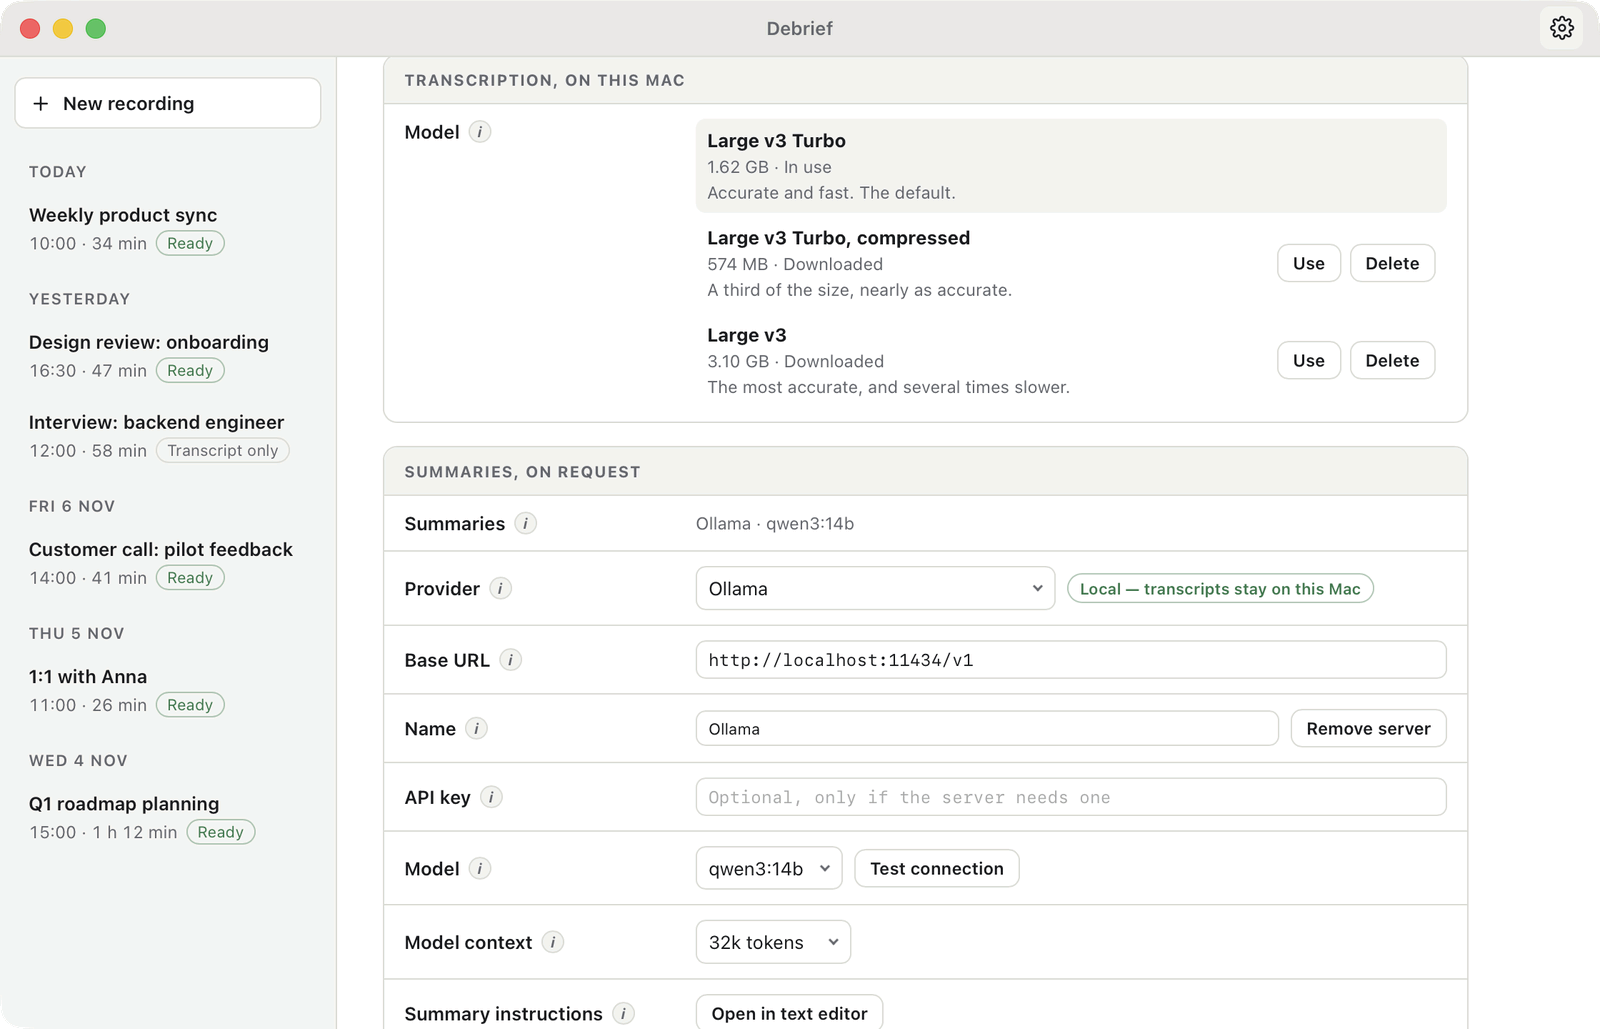 Debrief
+ New recording
TODAY
Weekly product sync
10:00 · 34 min Ready
YESTERDAY
Design review: onboarding
16:30 · 47 min Ready
Interview: backend engineer
12:00 · 58 min Transcript only
FRI 6 NOV
Customer call: pilot feedback
14:00 · 41 min Ready
THU 5 NOV
1:1 with Anna
11:00 · 26 min Ready
WED 4 NOV
Q1 roadmap planning
15:00 · 1 h 12 min Ready
TRANSCRIPTION, ON THIS MAC
Model i
Large v3 Turbo
1.62 GB · In use
Accurate and fast. The default.
Large v3 Turbo, compressed
574 MB · Downloaded
A third of the size, nearly as accurate.
Use Delete
Large v3
3.10 GB · Downloaded
The most accurate, and several times slower.
Use Delete
SUMMARIES, ON REQUEST
Summaries i Ollama · qwen3:14b
Provider i Ollama Local — transcripts stay on this Mac
Base URL i http://localhost:11434/v1
Name i Ollama Remove server
API key i Optional, only if the server needs one
Model i qwen3:14b Test connection
Model context i 32k tokens
Summary instructions i Open in text editor